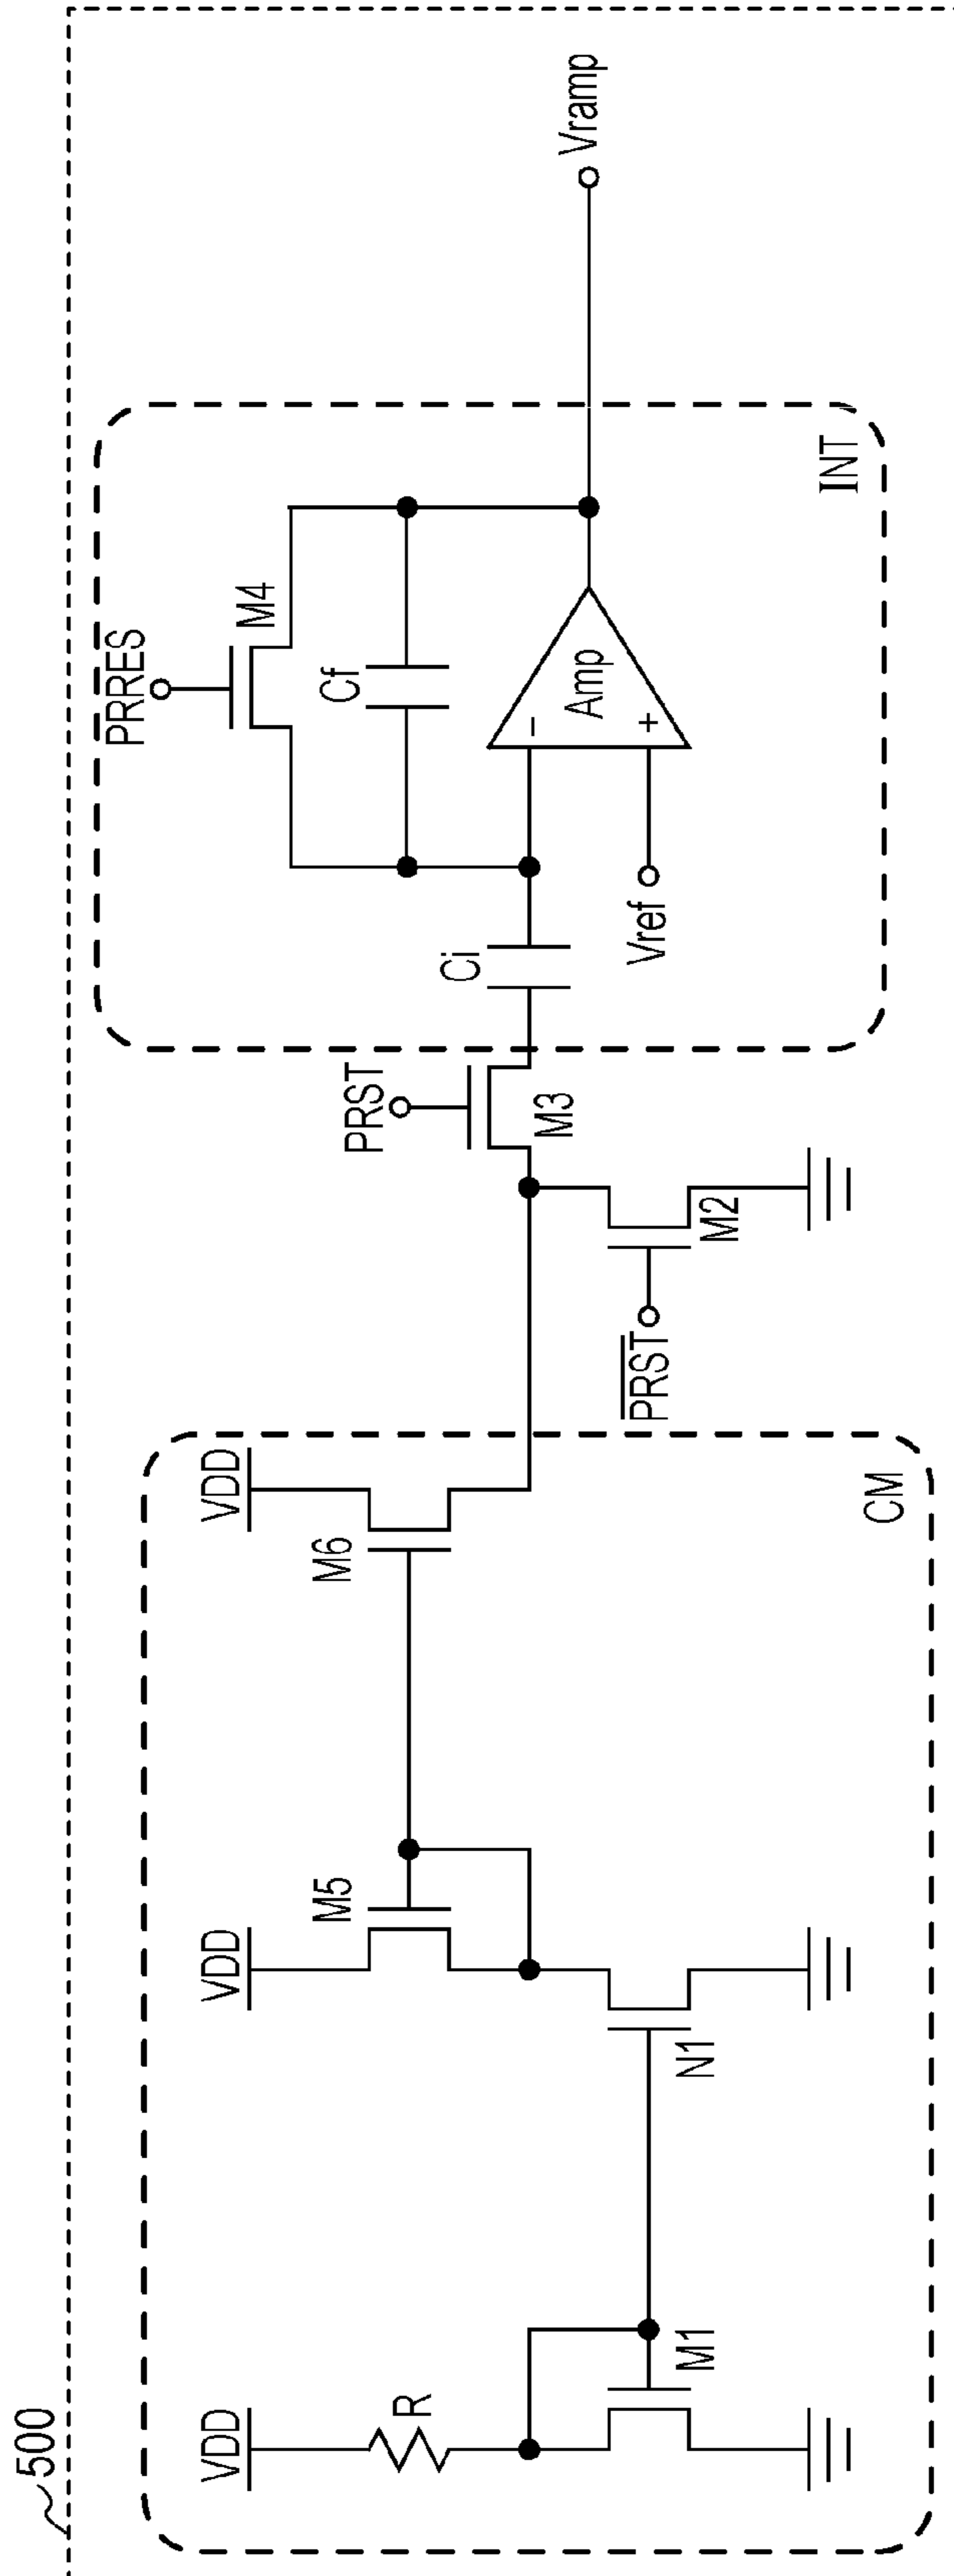 500
VDD
R
M1
VDD
M5
N1
VDD
M6
CM
PRST
M2
PRST
M3
Ci
Vref
PRRES
M4
Cf
-
+
Amp
INT
Vramp